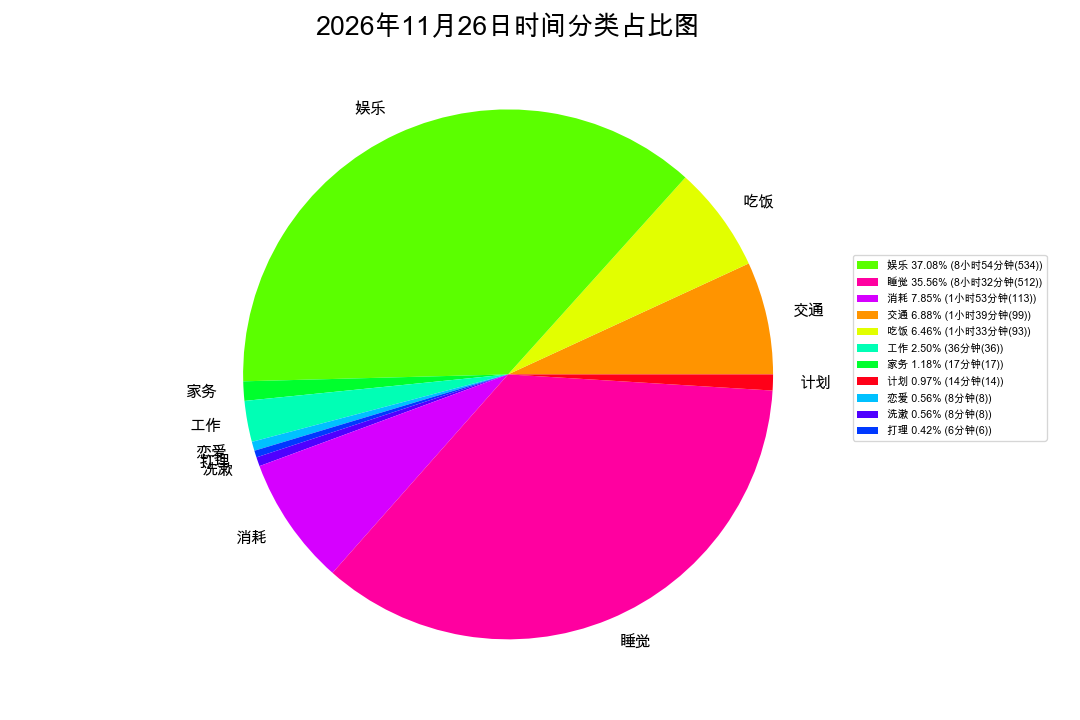 2026年11月26日时间分类占比图
娱乐
吃饭
交通
计划
家务
工作
恋爱
打理
洗漱
消耗
睡觉
娱乐 37.08% (8小时54分钟(534))
睡觉 35.56% (8小时32分钟(512))
消耗 7.85% (1小时53分钟(113))
交通 6.88% (1小时39分钟(99))
吃饭 6.46% (1小时33分钟(93))
工作 2.50% (36分钟(36))
家务 1.18% (17分钟(17))
计划 0.97% (14分钟(14))
恋爱 0.56% (8分钟(8))
洗漱 0.56% (8分钟(8))
打理 0.42% (6分钟(6))